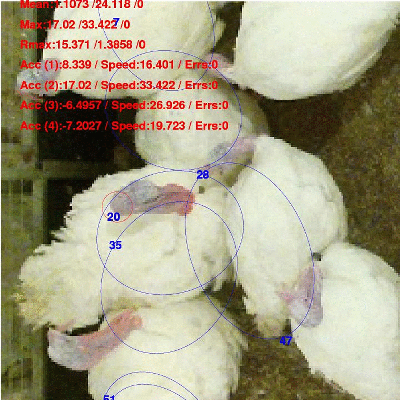 Mean:1.1073 /24.118 /0
7
Max:17.02 /33.422 /0
Rmax:15.371 /1.3858 /0
Acc (1):8.339 / Speed:16.401 / Errs:0
Acc (2):17.02 / Speed:33.422 / Errs:0
Acc (3):-6.4957 / Speed:26.926 / Errs:0
Acc (4):-7.2027 / Speed:19.723 / Errs:0
28
20
35
47
51